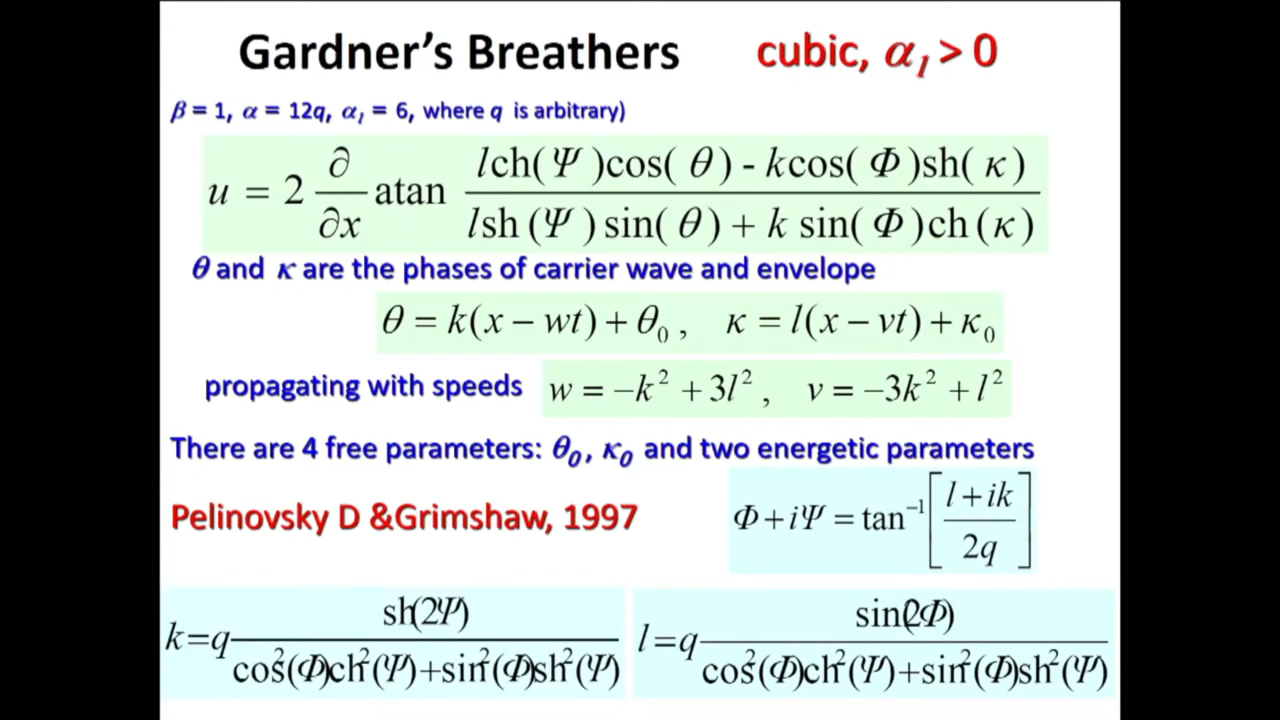 Gardner's Breathers cubic, α₁ > 0
β = 1, α = 12q, α₁ = 6, where q is arbitrary)
u = 2 ∂/∂x atan [lch(Ψ)cos(θ) - kcos(Φ)sh(κ)] / [lsh(Ψ)sin(θ) + k sin(Φ)ch(κ)]
θ and κ are the phases of carrier wave and envelope
θ = k(x − wt) + θ₀, κ = l(x − vt) + κ₀
propagating with speeds w = −k² + 3l², v = −3k² + l²
There are 4 free parameters: θ₀, κ₀ and two energetic parameters
Pelinovsky D &Grimshaw, 1997 Φ + iΨ = tan⁻¹[(l + ik)/2q]
k=q sh(2Ψ) / cos²(Φ)ch²(Ψ)+sin²(Φ)sh²(Ψ) l=q sin(2Φ) / cos²(Φ)ch²(Ψ)+sin²(Φ)sh²(Ψ)